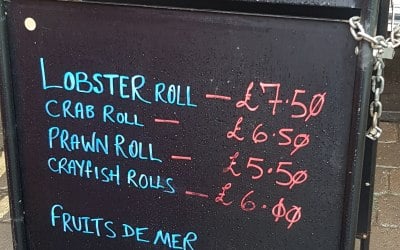 LOBSTER ROLL — £7.50
CRAB ROLL — £6.50
PRAWN ROLL — £5.50
CRAYFISH ROLLS — £6.00
FRUITS DE MER